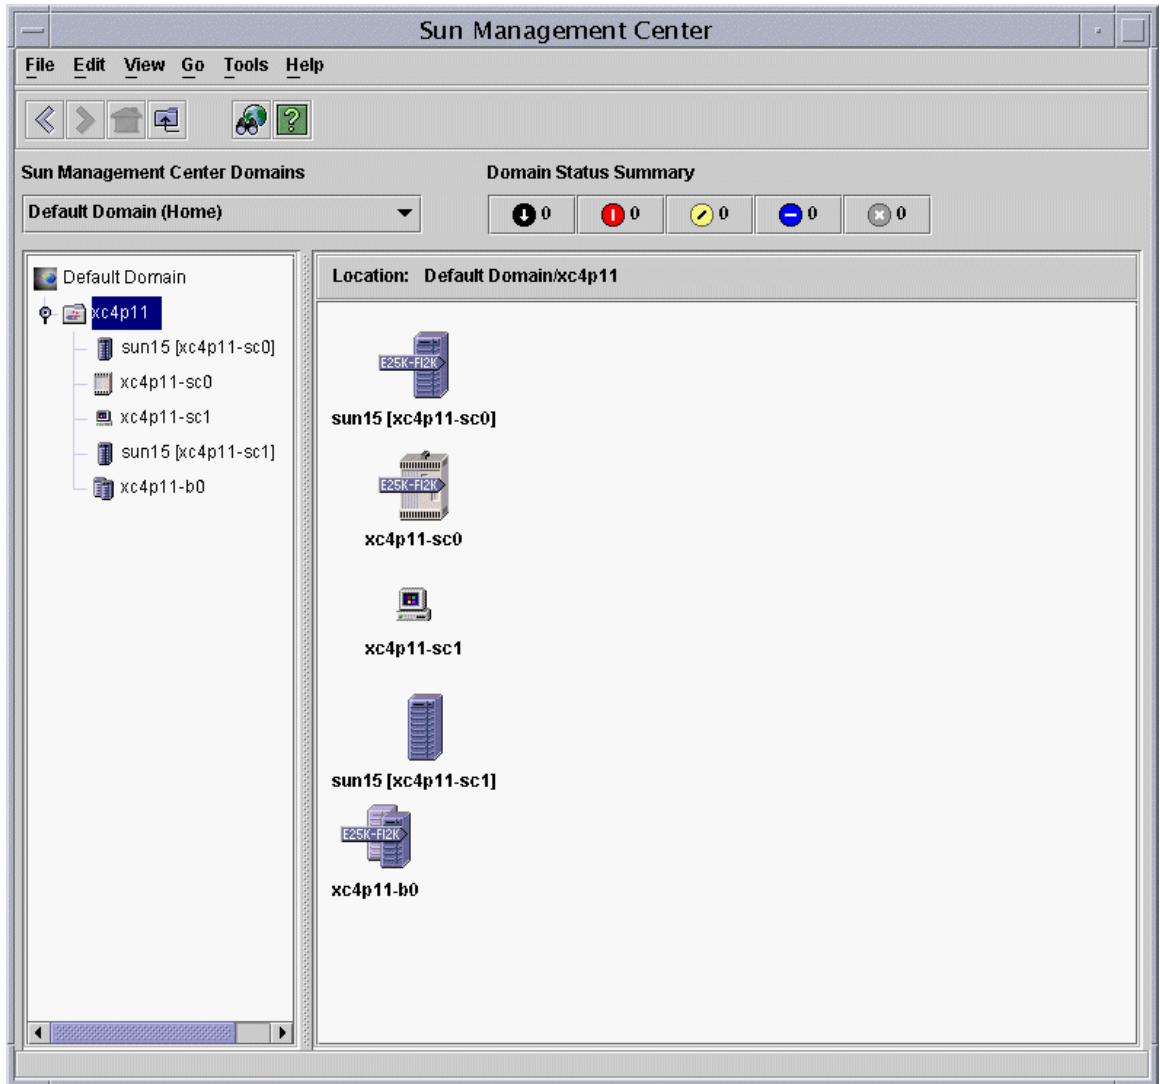 Sun Management Center
File Edit View Go Tools Help
Sun Management Center Domains
Domain Status Summary
Default Domain (Home)
0 0 0 0 0
Default Domain
xc4p11
sun15 [xc4p11-sc0]
xc4p11-sc0
xc4p11-sc1
sun15 [xc4p11-sc1]
xc4p11-b0
Location: Default Domain/xc4p11
E25K-FI2K
sun15 [xc4p11-sc0]
E25K-FI2K
xc4p11-sc0
xc4p11-sc1
sun15 [xc4p11-sc1]
E25K-FI2K
xc4p11-b0